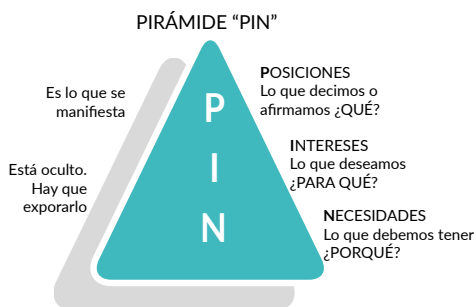 PIRÁMIDE “PIN”
Es lo que se
manifiesta
Está oculto.
Hay que
exporarlo
P
I
N
POSICIONES
Lo que decimos o
afirmamos ¿QUÉ?
INTERESES
Lo que deseamos
¿PARA QUÉ?
NECESIDADES
Lo que debemos tener
¿PORQUÉ?